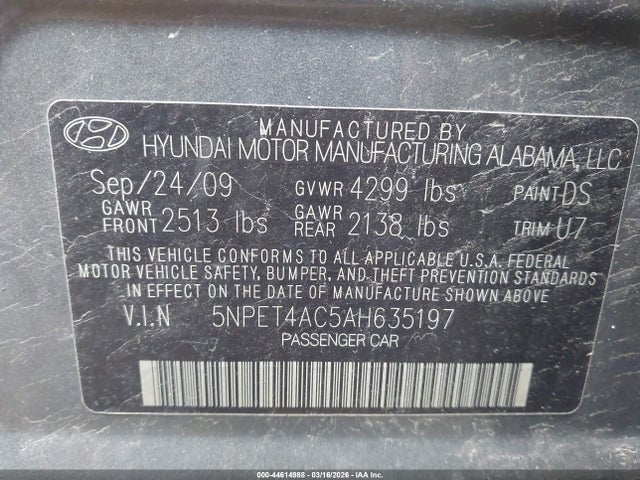 MANUFACTURED BY
HYUNDAI MOTOR MANUFACTURING ALABAMA, LLC
Sep/24/09 GVWR 4299 lbs PAINT DS
GAWR FRONT 2513 lbs GAWR REAR 2138 lbs TRIM U7
THIS VEHICLE CONFORMS TO ALL APPLICABLE U.S.A. FEDERAL
MOTOR VEHICLE SAFETY, BUMPER, AND THEFT PREVENTION STANDARDS
IN EFFECT ON THE DATE OF MANUFACTURE SHOWN ABOVE
V.I.N 5NPET4AC5AH635197
PASSENGER CAR
000-44614988 — 03/16/2026 — IAA Inc.